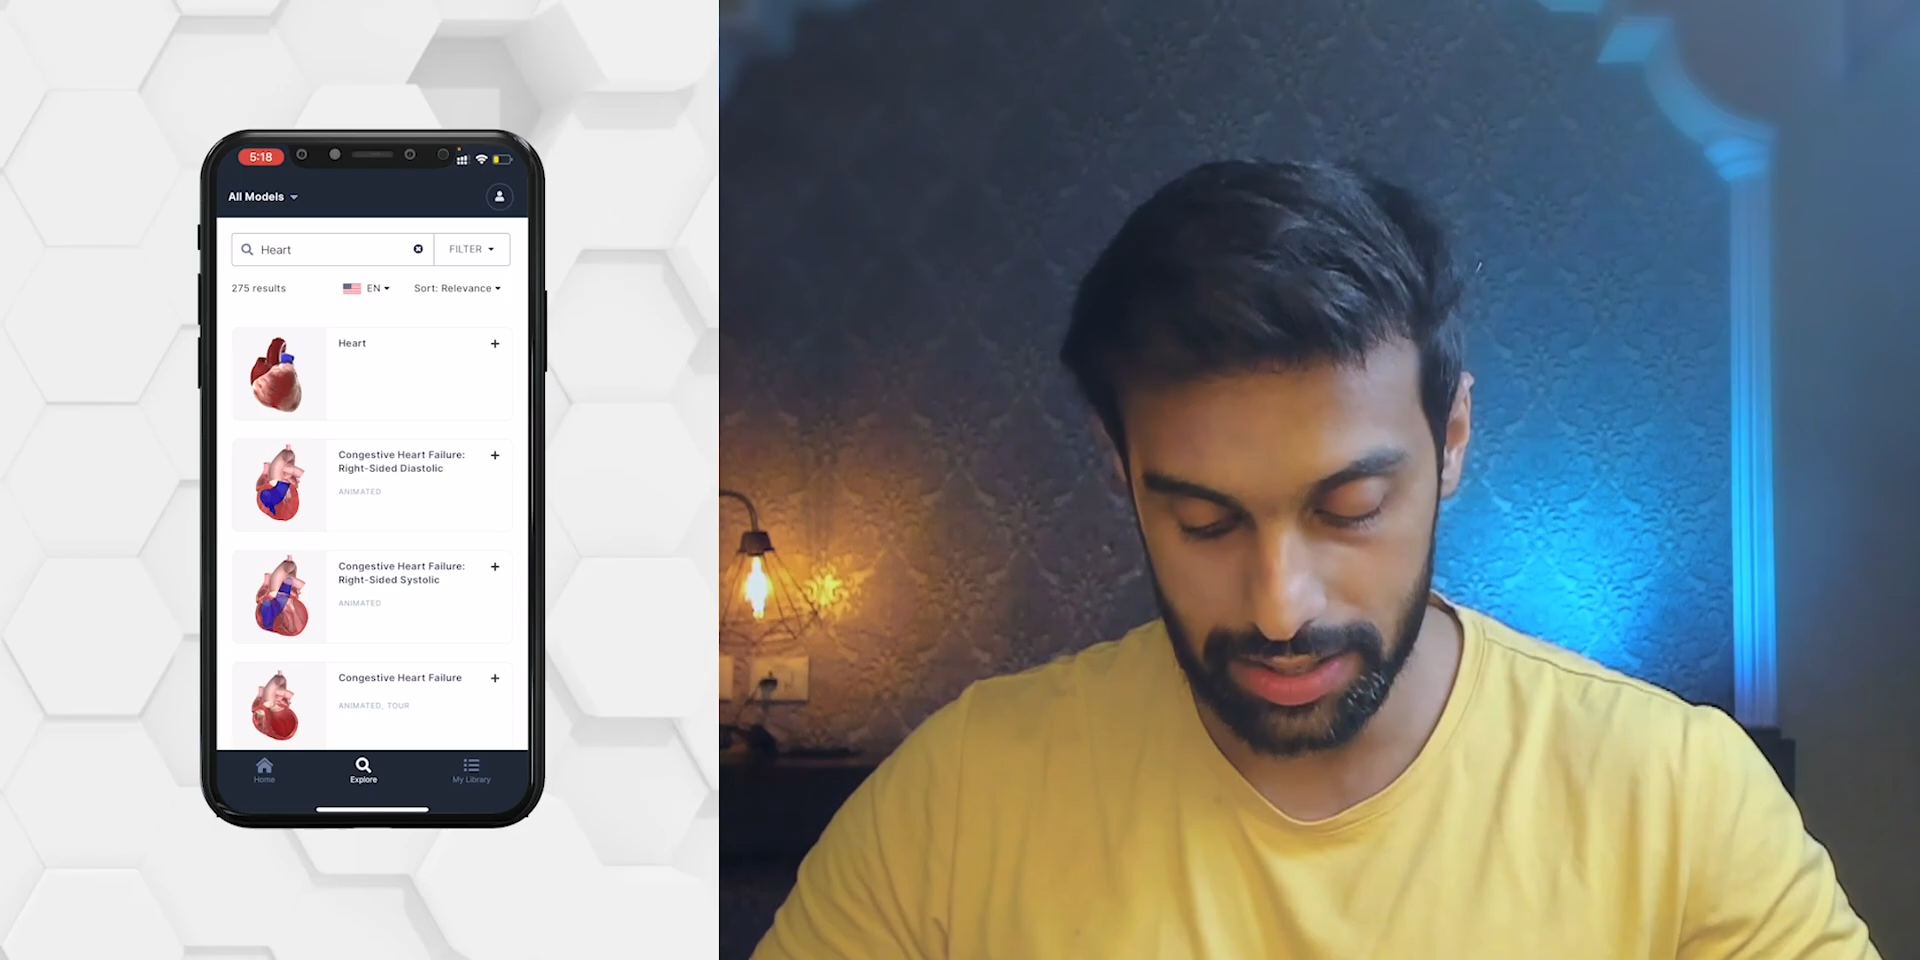 5:18
All Models
Heart
FILTER
275 results
EN
Sort: Relevance
Heart
Congestive Heart Failure:
Right-Sided Diastolic
ANIMATED
Congestive Heart Failure:
Right-Sided Systolic
ANIMATED
Congestive Heart Failure
ANIMATED, TOUR
Home
Explore
My Library